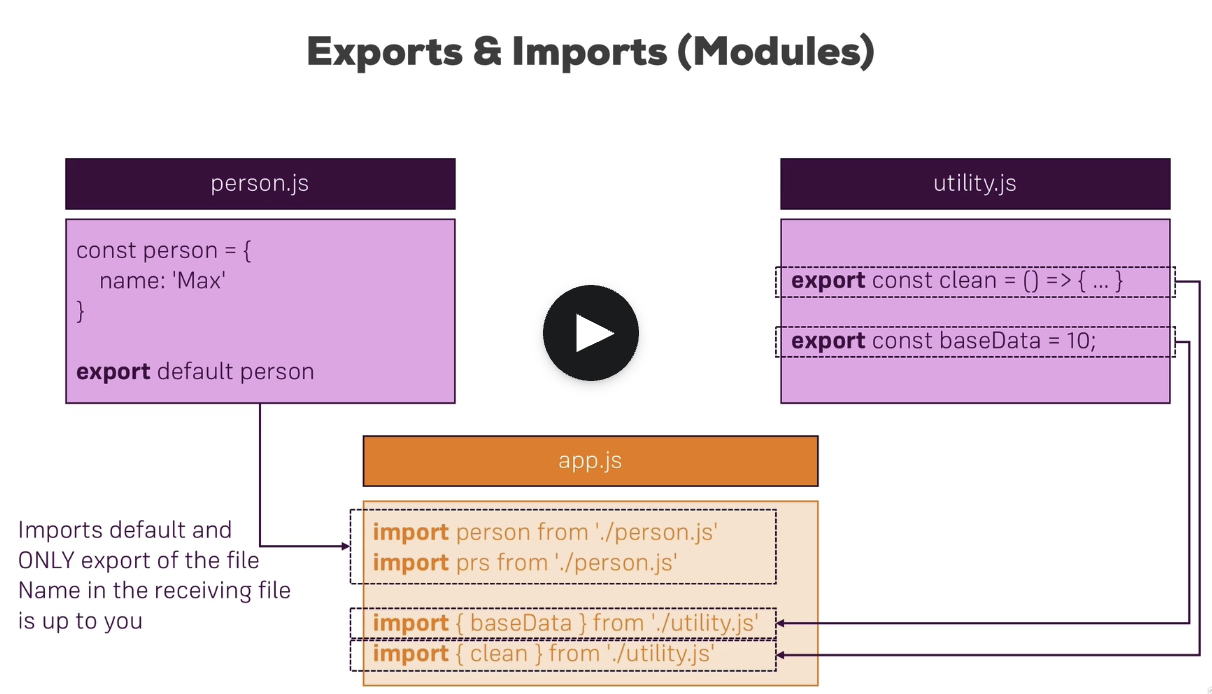 Exports & Imports (Modules)
person.js
const person = {
name: 'Max'
}
export default person
utility.js
export const clean = () => { ... }
export const baseData = 10;
app.js
import person from './person.js'
import prs from './person.js'
import { baseData } from './utility.js'
import { clean } from './utility.js'
Imports default and
ONLY export of the file
Name in the receiving file
is up to you